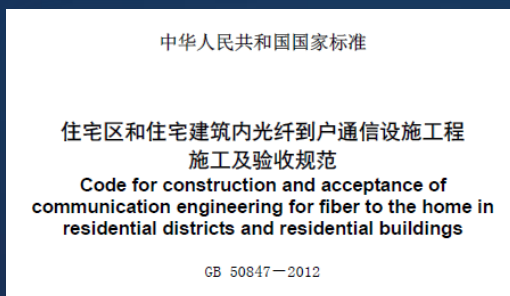 中华人民共和国国家标准
住宅区和住宅建筑内光纤到户通信设施工程
施工及验收规范
Code for construction and acceptance of
communication engineering for fiber to the home in
residential districts and residential buildings
GB 50847－2012